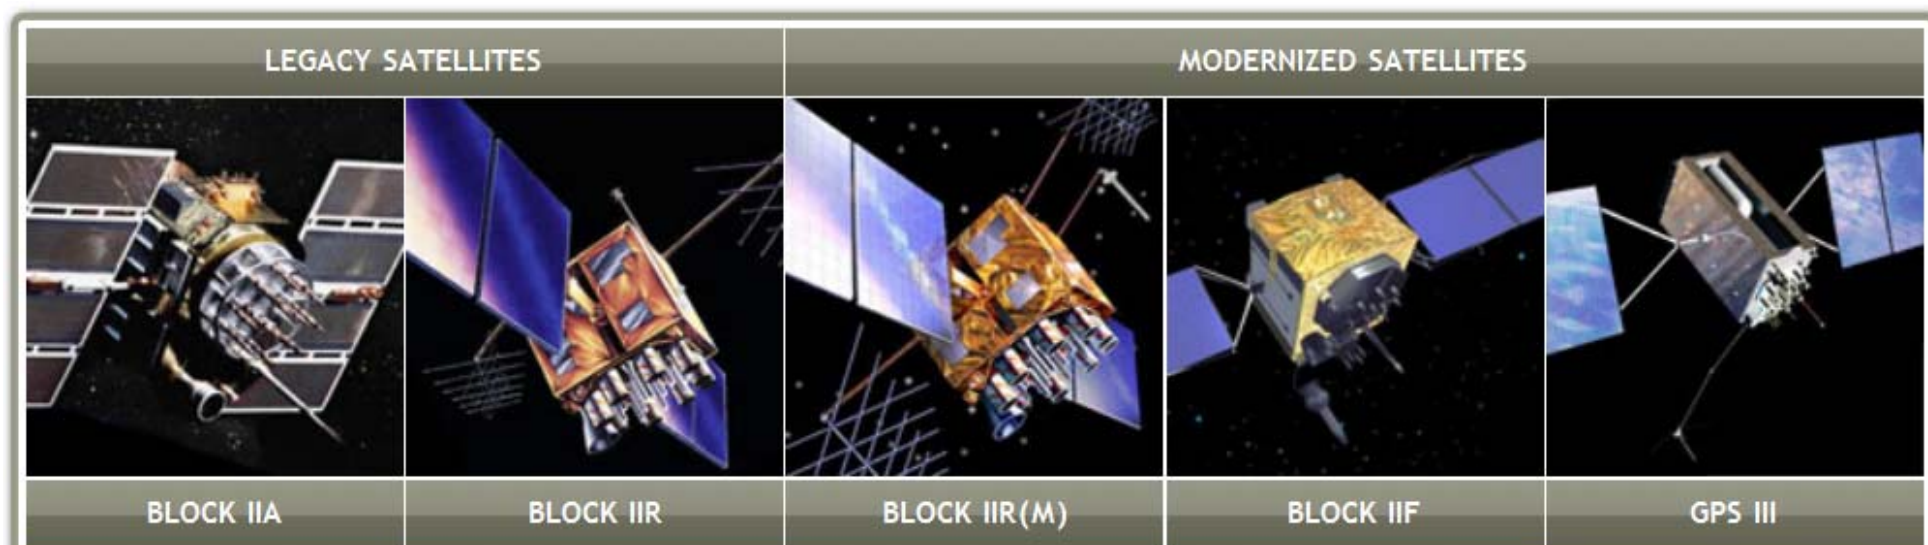 LEGACY SATELLITES
MODERNIZED SATELLITES
BLOCK IIA
BLOCK IIR
BLOCK IIR(M)
BLOCK IIF
GPS III